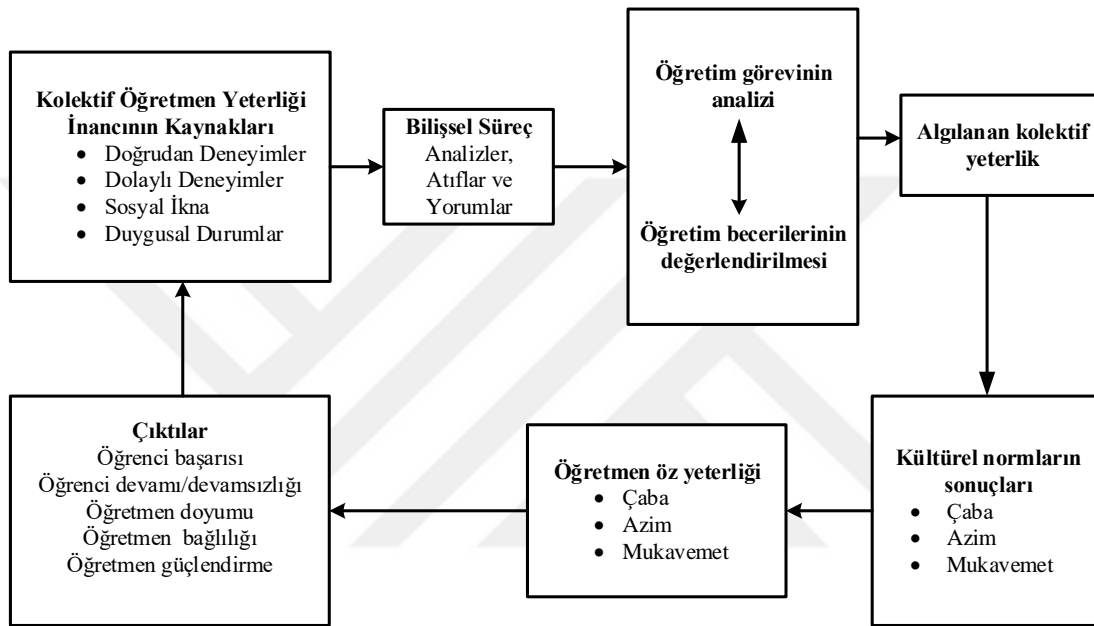 Kolektif Öğretmen Yeterliği
İnancının Kaynakları
• Doğrudan Deneyimler
• Dolaylı Deneyimler
• Sosyal İkna
• Duygusal Durumlar
Bilişsel Süreç
Analizler,
Atıflar ve
Yorumlar
Öğretim görevinin
analizi
Öğretim becerilerinin
değerlendirilmesi
Algılanan kolektif
yeterlik
Kültürel normların
sonuçları
• Çaba
• Azim
• Mukavemet
Öğretmen öz yeterliği
• Çaba
• Azim
• Mukavemet
Çıktılar
Öğrenci başarısı
Öğrenci devamı/devamsızlığı
Öğretmen doyumu
Öğretmen bağlılığı
Öğretmen güçlendirme